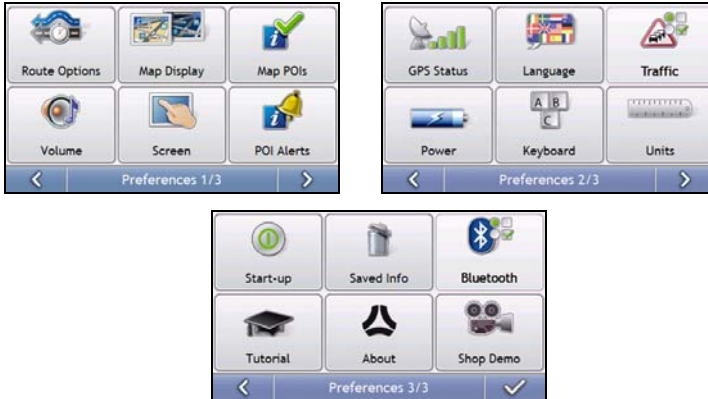 Route Options Map Display Map POIs
Volume Screen POI Alerts
Preferences 1/3
GPS Status Language Traffic
A B
C
Power Keyboard Units
Preferences 2/3
Start-up Saved Info Bluetooth
Tutorial About Shop Demo
Preferences 3/3